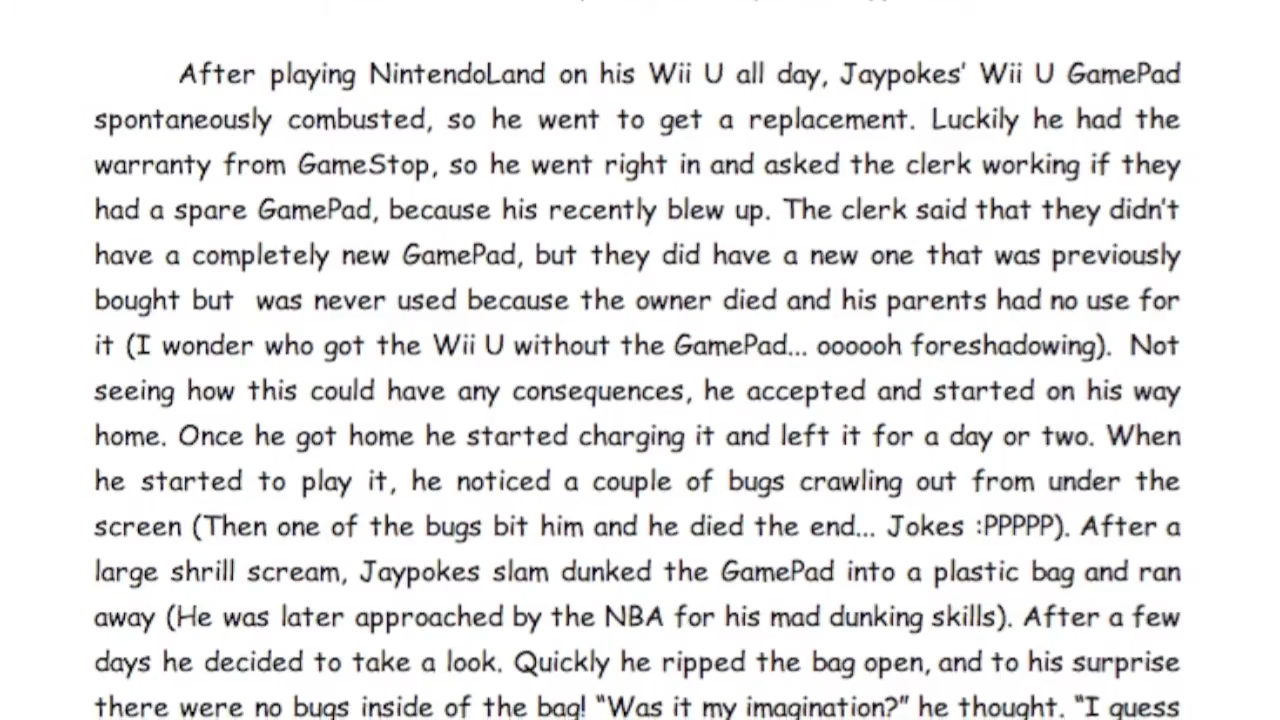 After playing NintendoLand on his Wii U all day, Jaypokes' Wii U GamePad
spontaneously combusted, so he went to get a replacement. Luckily he had the
warranty from GameStop, so he went right in and asked the clerk working if they
had a spare GamePad, because his recently blew up. The clerk said that they didn't
have a completely new GamePad, but they did have a new one that was previously
bought but  was never used because the owner died and his parents had no use for
it (I wonder who got the Wii U without the GamePad... oooooh foreshadowing).  Not
seeing how this could have any consequences, he accepted and started on his way
home. Once he got home he started charging it and left it for a day or two. When
he started to play it, he noticed a couple of bugs crawling out from under the
screen (Then one of the bugs bit him and he died the end... Jokes :PPPPP). After a
large shrill scream, Jaypokes slam dunked the GamePad into a plastic bag and ran
away (He was later approached by the NBA for his mad dunking skills). After a few
days he decided to take a look. Quickly he ripped the bag open, and to his surprise
there were no bugs inside of the bag! "Was it my imagination?" he thought. "I guess